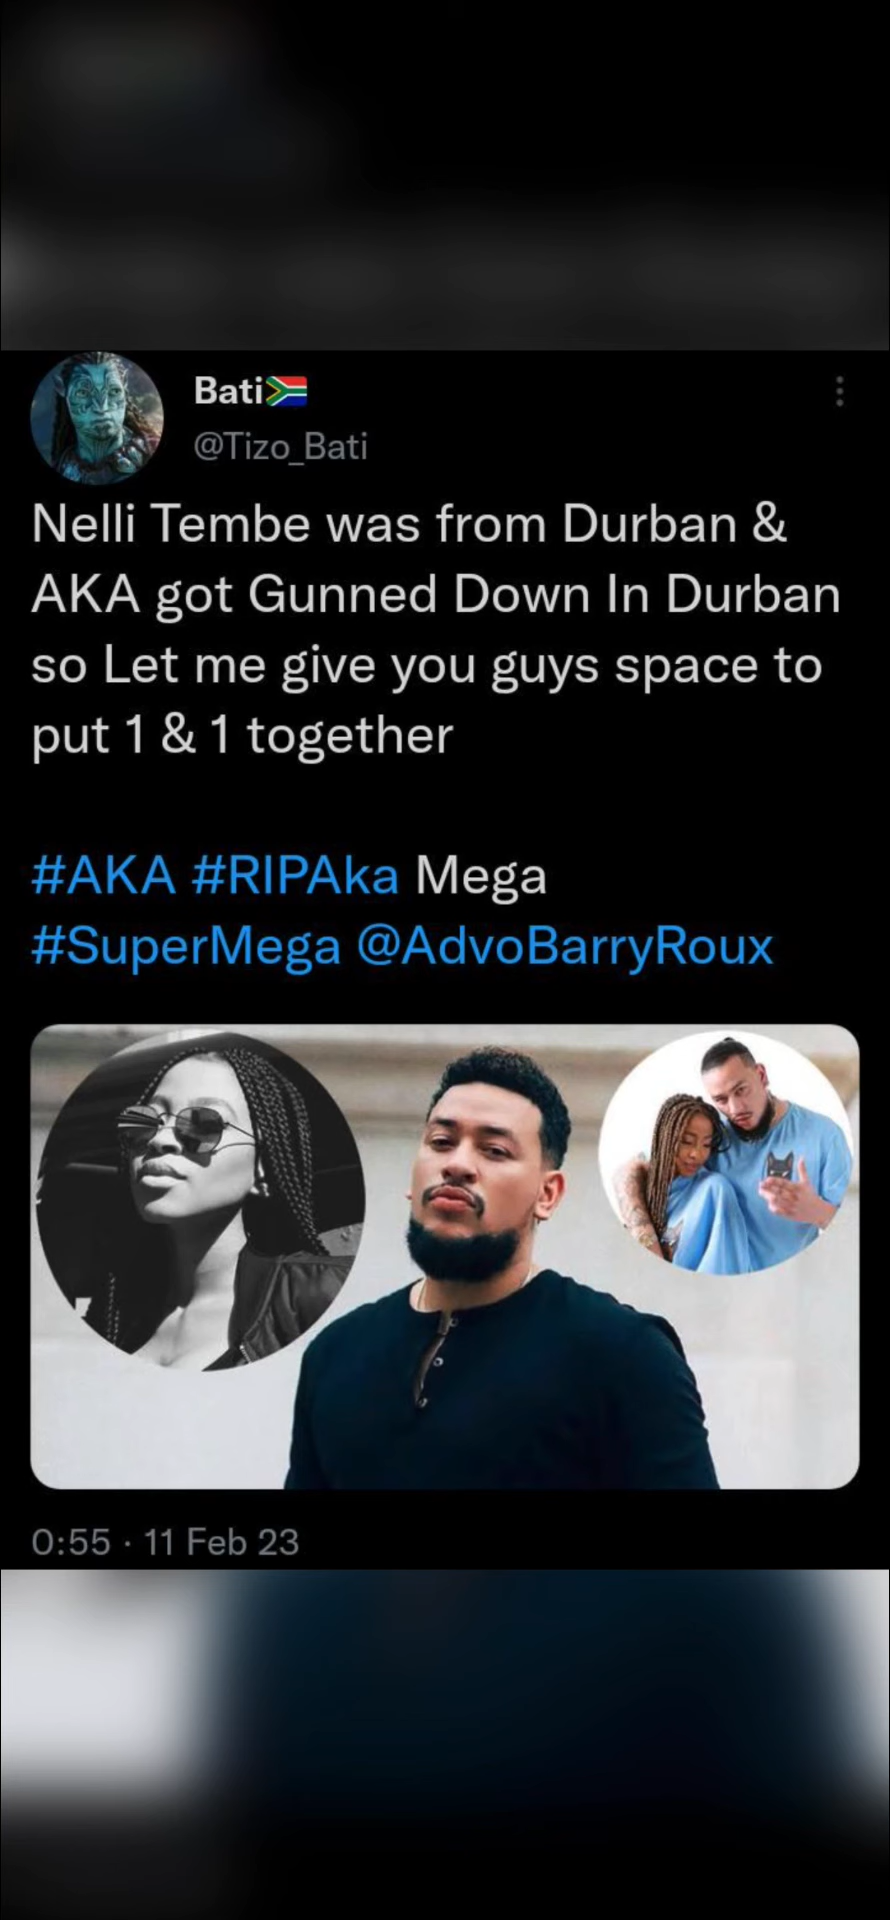 Bati🇿🇦
@Tizo_Bati
Nelli Tembe was from Durban &
AKA got Gunned Down In Durban
so Let me give you guys space to
put 1 & 1 together
#AKA #RIPAka Mega
#SuperMega @AdvoBarryRoux
0:55 · 11 Feb 23